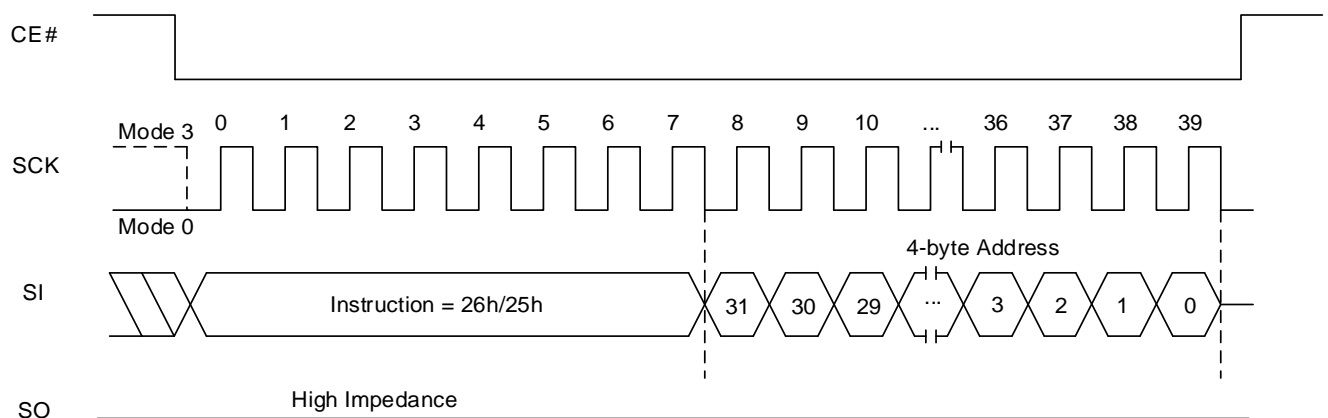 CE#
Mode 3 0 1 2 3 4 5 6 7 8 9 10 ... 36 37 38 39
SCK
Mode 0
4-byte Address
SI Instruction = 26h/25h 31 30 29 ... 3 2 1 0
High Impedance
SO